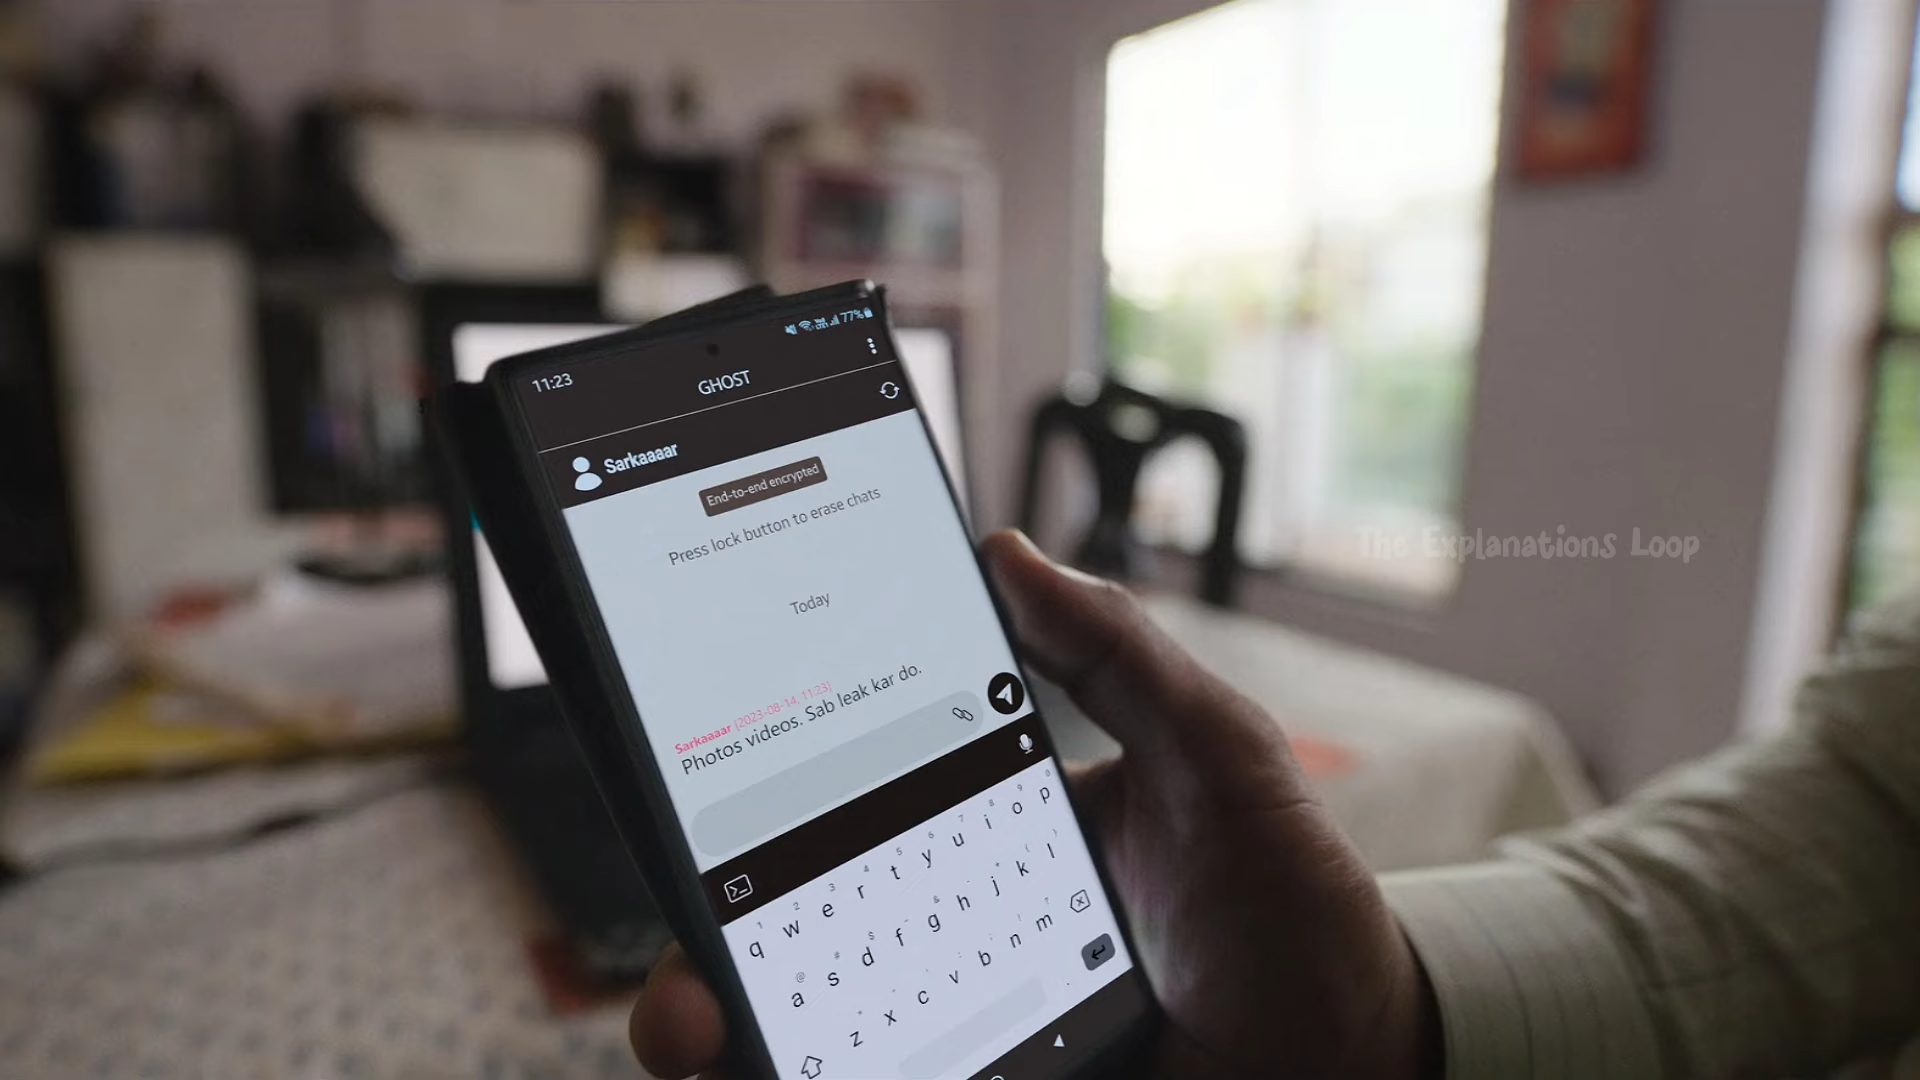 11:23
77%
GHOST
Sarkaaaar
End-to-end encrypted
Press lock button to erase chats
Today
Sarkaaaar [2023-08-14, 11:23]
Photos videos. Sab leak kar do.
The Explanations Loop
q w e r t y u i o p
a s d f g h j k l
z x c v b n m